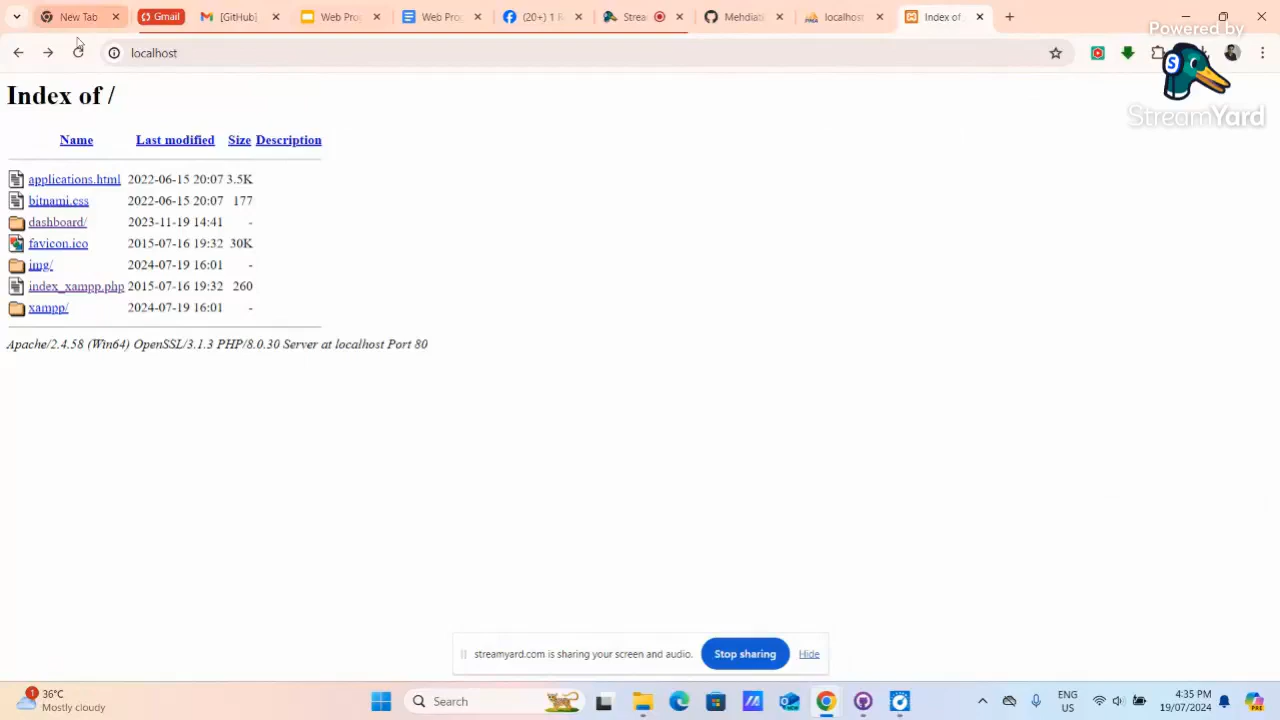 New Tab
Gmail
[GitHub]
Web Pro
Web Pro
(20+) 1
Strea
Mehdiat
localhost
Index of
Powered by
StreamYard
localhost
Index of /
Name Last modified Size Description
applications.html 2022-06-15 20:07 3.5K
bitnami.css 2022-06-15 20:07 177
dashboard/ 2023-11-19 14:41 -
favicon.ico 2015-07-16 19:32 30K
img/ 2024-07-19 16:01 -
index_xampp.php 2015-07-16 19:32 260
xampp/ 2024-07-19 16:01 -
Apache/2.4.58 (Win64) OpenSSL/3.1.3 PHP/8.0.30 Server at localhost Port 80
streamyard.com is sharing your screen and audio.
Stop sharing
Hide
1
36°C
Mostly cloudy
Search
ENG
US
4:35 PM
19/07/2024